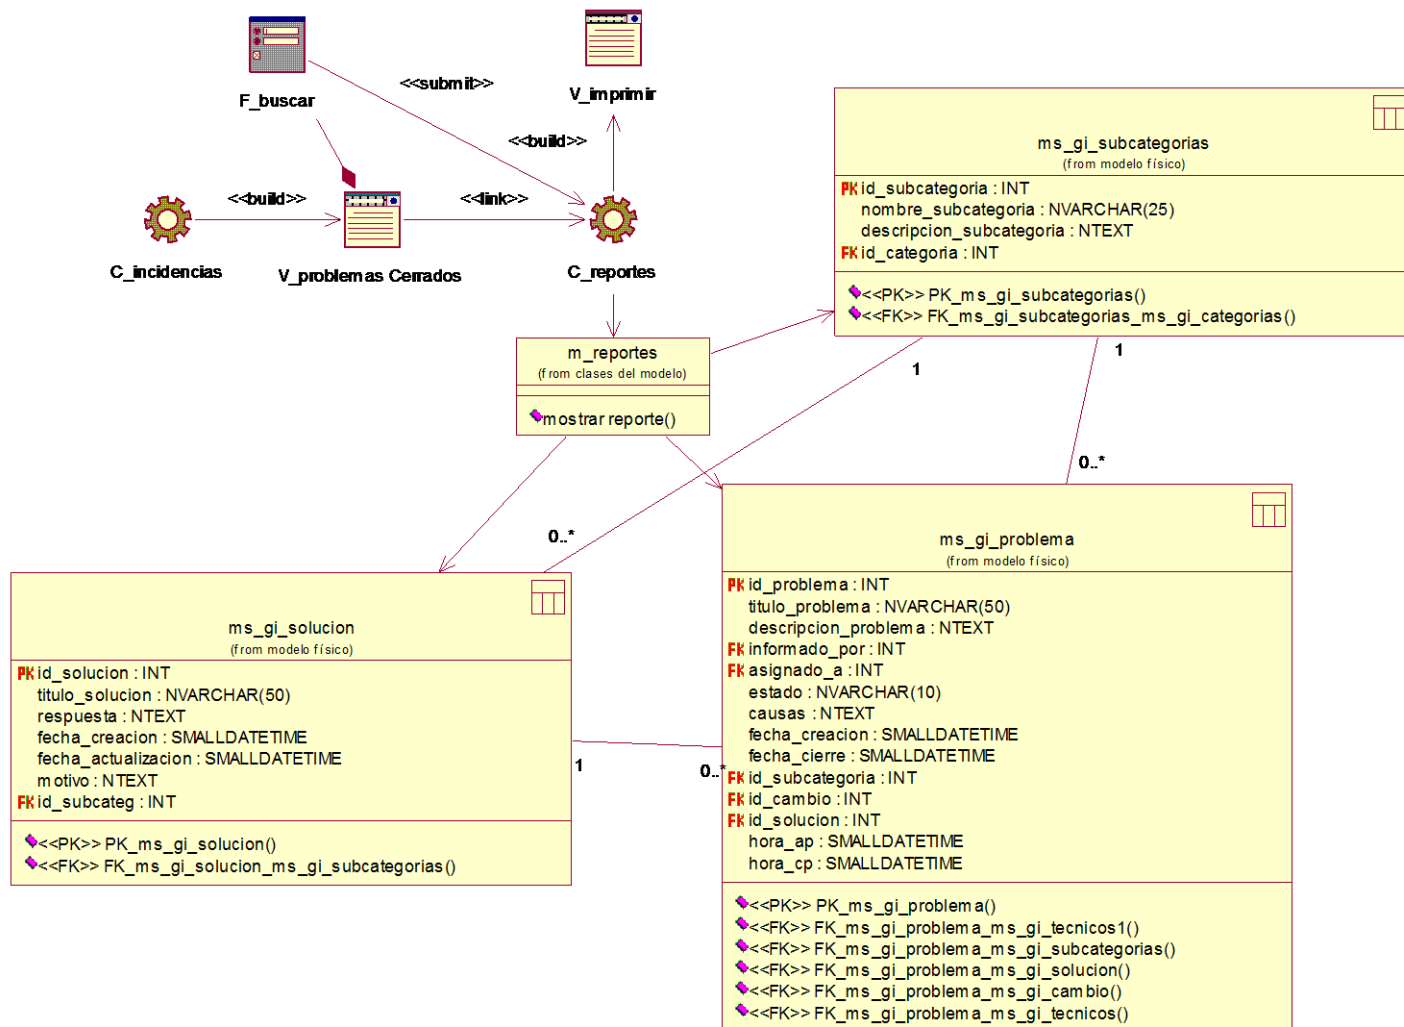 F_buscar
<<submit>>
V_imprimir
<<build>>
<<build>>
<<link>>
C_incidencias
V_problemas Cerrados
C_reportes
m_reportes
(from clases del modelo)
mostrar reporte()
ms_gi_subcategorias
(from modelo físico)
PK id_subcategoria : INT
nombre_subcategoria : NVARCHAR(25)
descripcion_subcategoria : NTEXT
FK id_categoria : INT
<<PK>> PK_ms_gi_subcategorias()
<<FK>> FK_ms_gi_subcategorias_ms_gi_categorias()
1
1
0..*
0..*
ms_gi_solucion
(from modelo físico)
PK id_solucion : INT
titulo_solucion : NVARCHAR(50)
respuesta : NTEXT
fecha_creacion : SMALLDATETIME
fecha_actualizacion : SMALLDATETIME
motivo : NTEXT
FK id_subcateg : INT
<<PK>> PK_ms_gi_solucion()
<<FK>> FK_ms_gi_solucion_ms_gi_subcategorias()
1
0..*
ms_gi_problema
(from modelo físico)
PK id_problema : INT
titulo_problema : NVARCHAR(50)
descripcion_problema : NTEXT
FK informado_por : INT
FK asignado_a : INT
estado : NVARCHAR(10)
causas : NTEXT
fecha_creacion : SMALLDATETIME
fecha_cierre : SMALLDATETIME
FK id_subcategoria : INT
FK id_cambio : INT
FK id_solucion : INT
hora_ap : SMALLDATETIME
hora_cp : SMALLDATETIME
<<PK>> PK_ms_gi_problema()
<<FK>> FK_ms_gi_problema_ms_gi_tecnicos1()
<<FK>> FK_ms_gi_problema_ms_gi_subcategorias()
<<FK>> FK_ms_gi_problema_ms_gi_solucion()
<<FK>> FK_ms_gi_problema_ms_gi_cambio()
<<FK>> FK_ms_gi_problema_ms_gi_tecnicos()